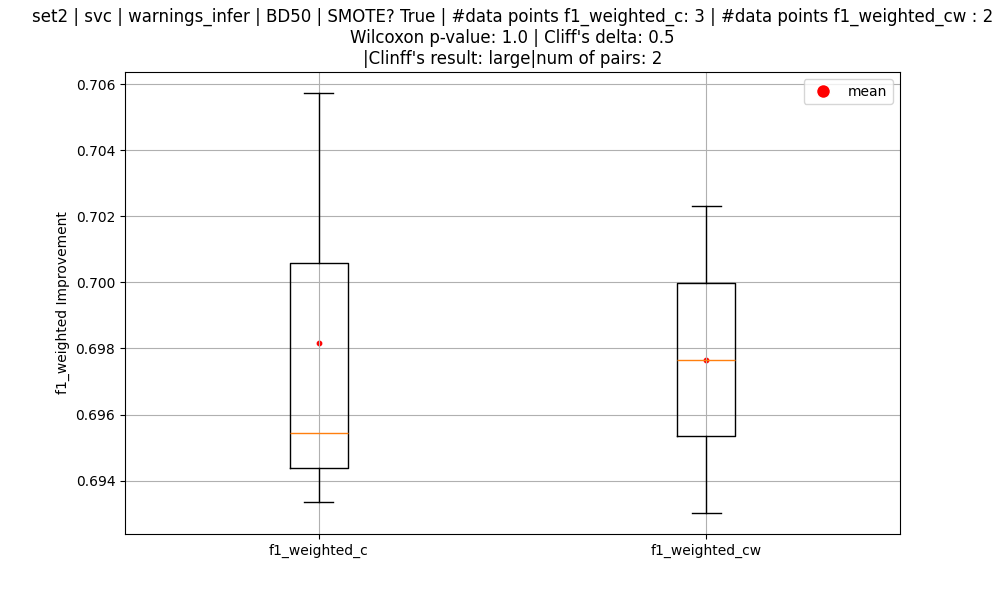 set2 | svc | warnings_infer | BD50 | SMOTE? True | #data points f1_weighted_c: 3 | #data points f1_weighted_cw : 2
Wilcoxon p-value: 1.0 | Cliff's delta: 0.5
|Clinff's result: large|num of pairs: 2
mean
0.706
0.704
0.702
0.700
0.698
0.696
0.694
f1_weighted Improvement
f1_weighted_c
f1_weighted_cw